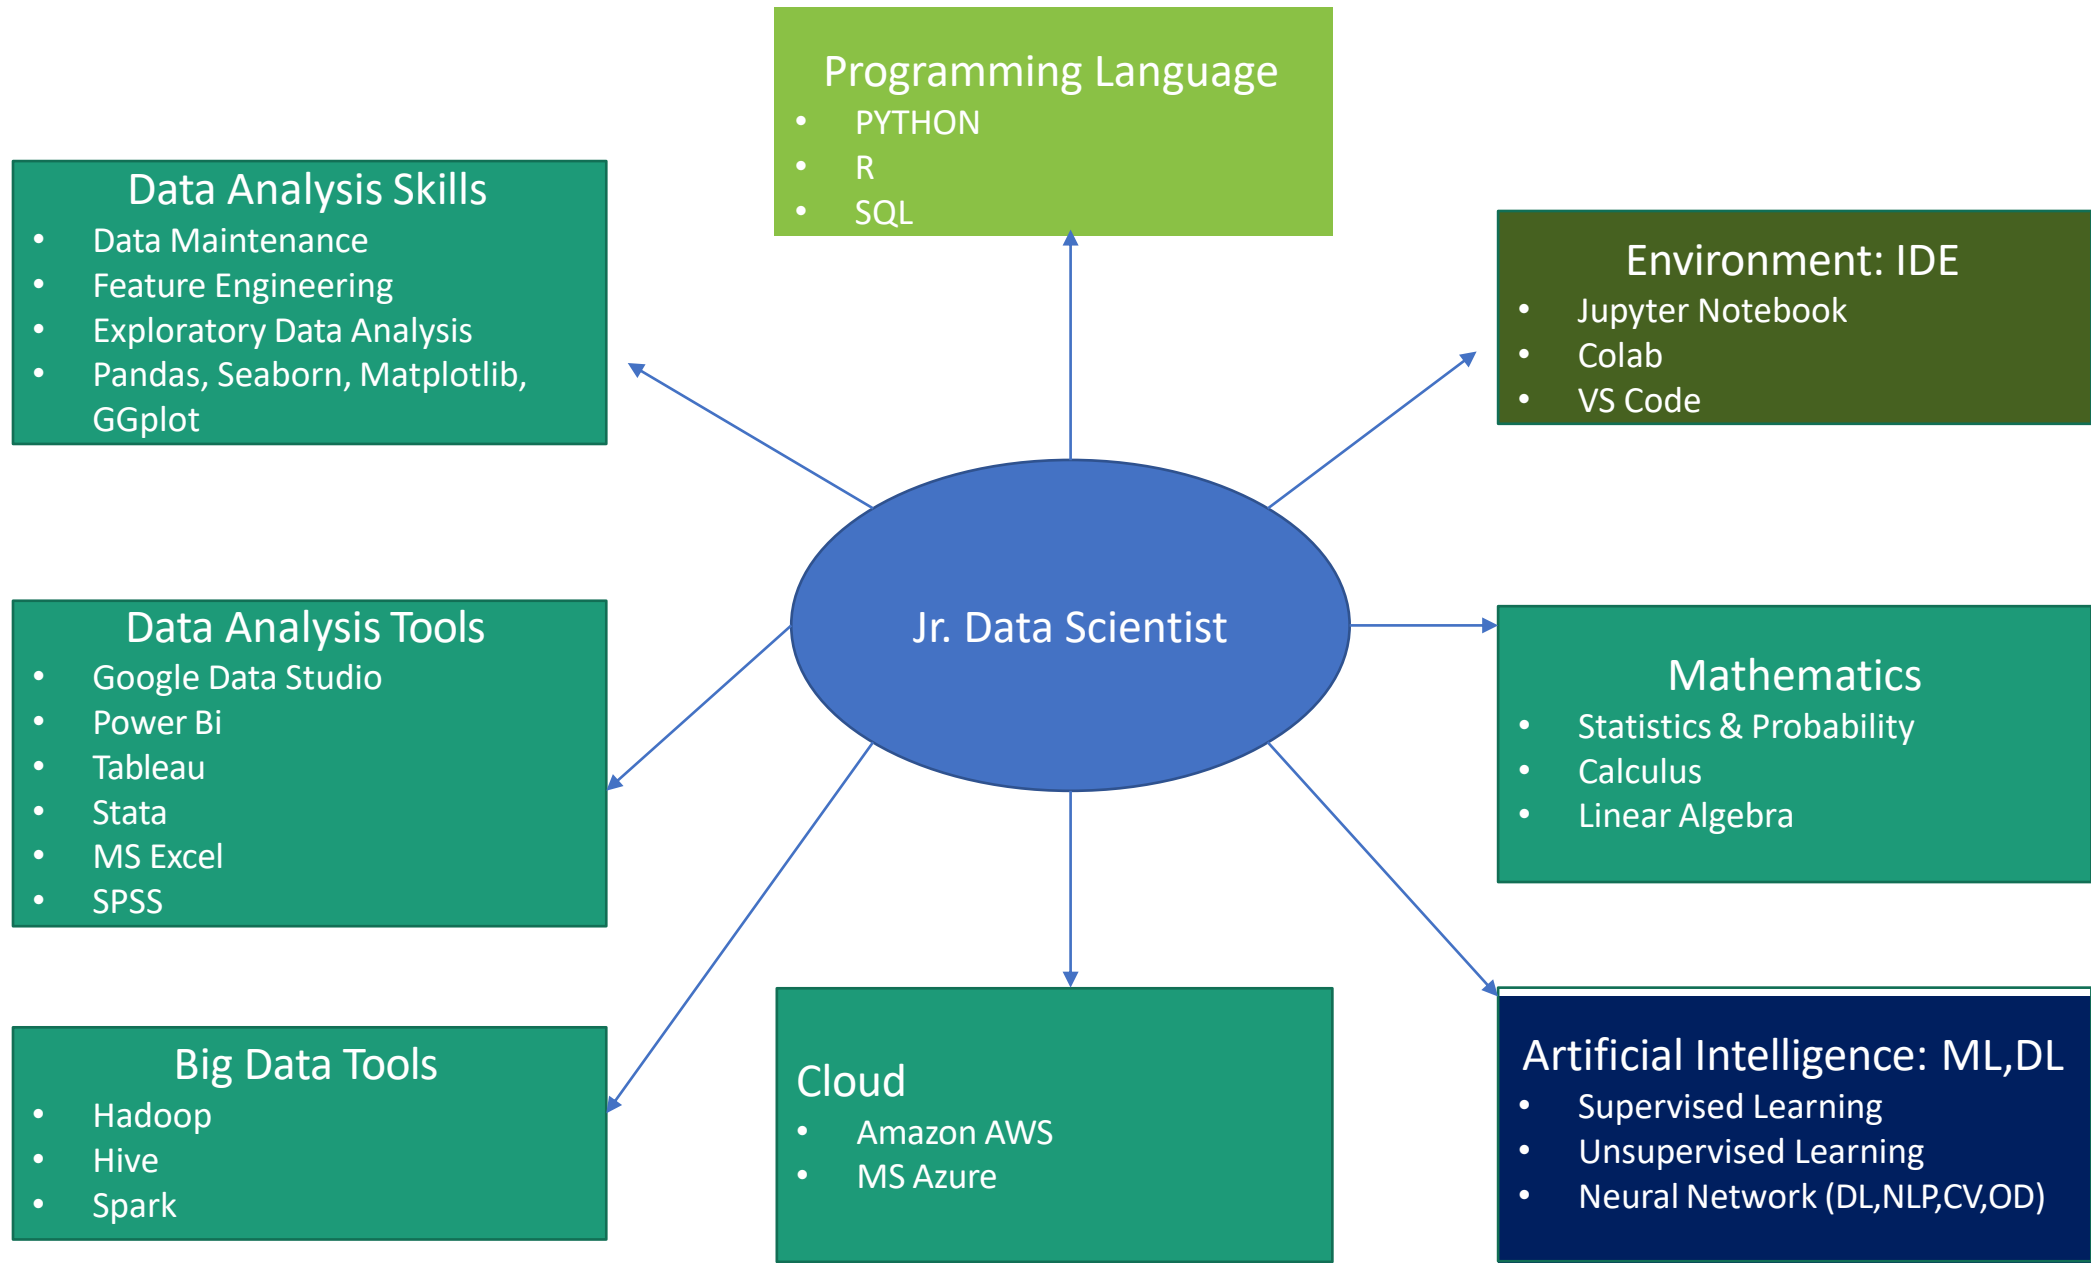 Programming Language
• PYTHON
• R
• SQL
Data Analysis Skills
• Data Maintenance
• Feature Engineering
• Exploratory Data Analysis
• Pandas, Seaborn, Matplotlib,
GGplot
Environment: IDE
• Jupyter Notebook
• Colab
• VS Code
Jr. Data Scientist
Data Analysis Tools
• Google Data Studio
• Power Bi
• Tableau
• Stata
• MS Excel
• SPSS
Mathematics
• Statistics & Probability
• Calculus
• Linear Algebra
Big Data Tools
• Hadoop
• Hive
• Spark
Cloud
• Amazon AWS
• MS Azure
Artificial Intelligence: ML,DL
• Supervised Learning
• Unsupervised Learning
• Neural Network (DL,NLP,CV,OD)